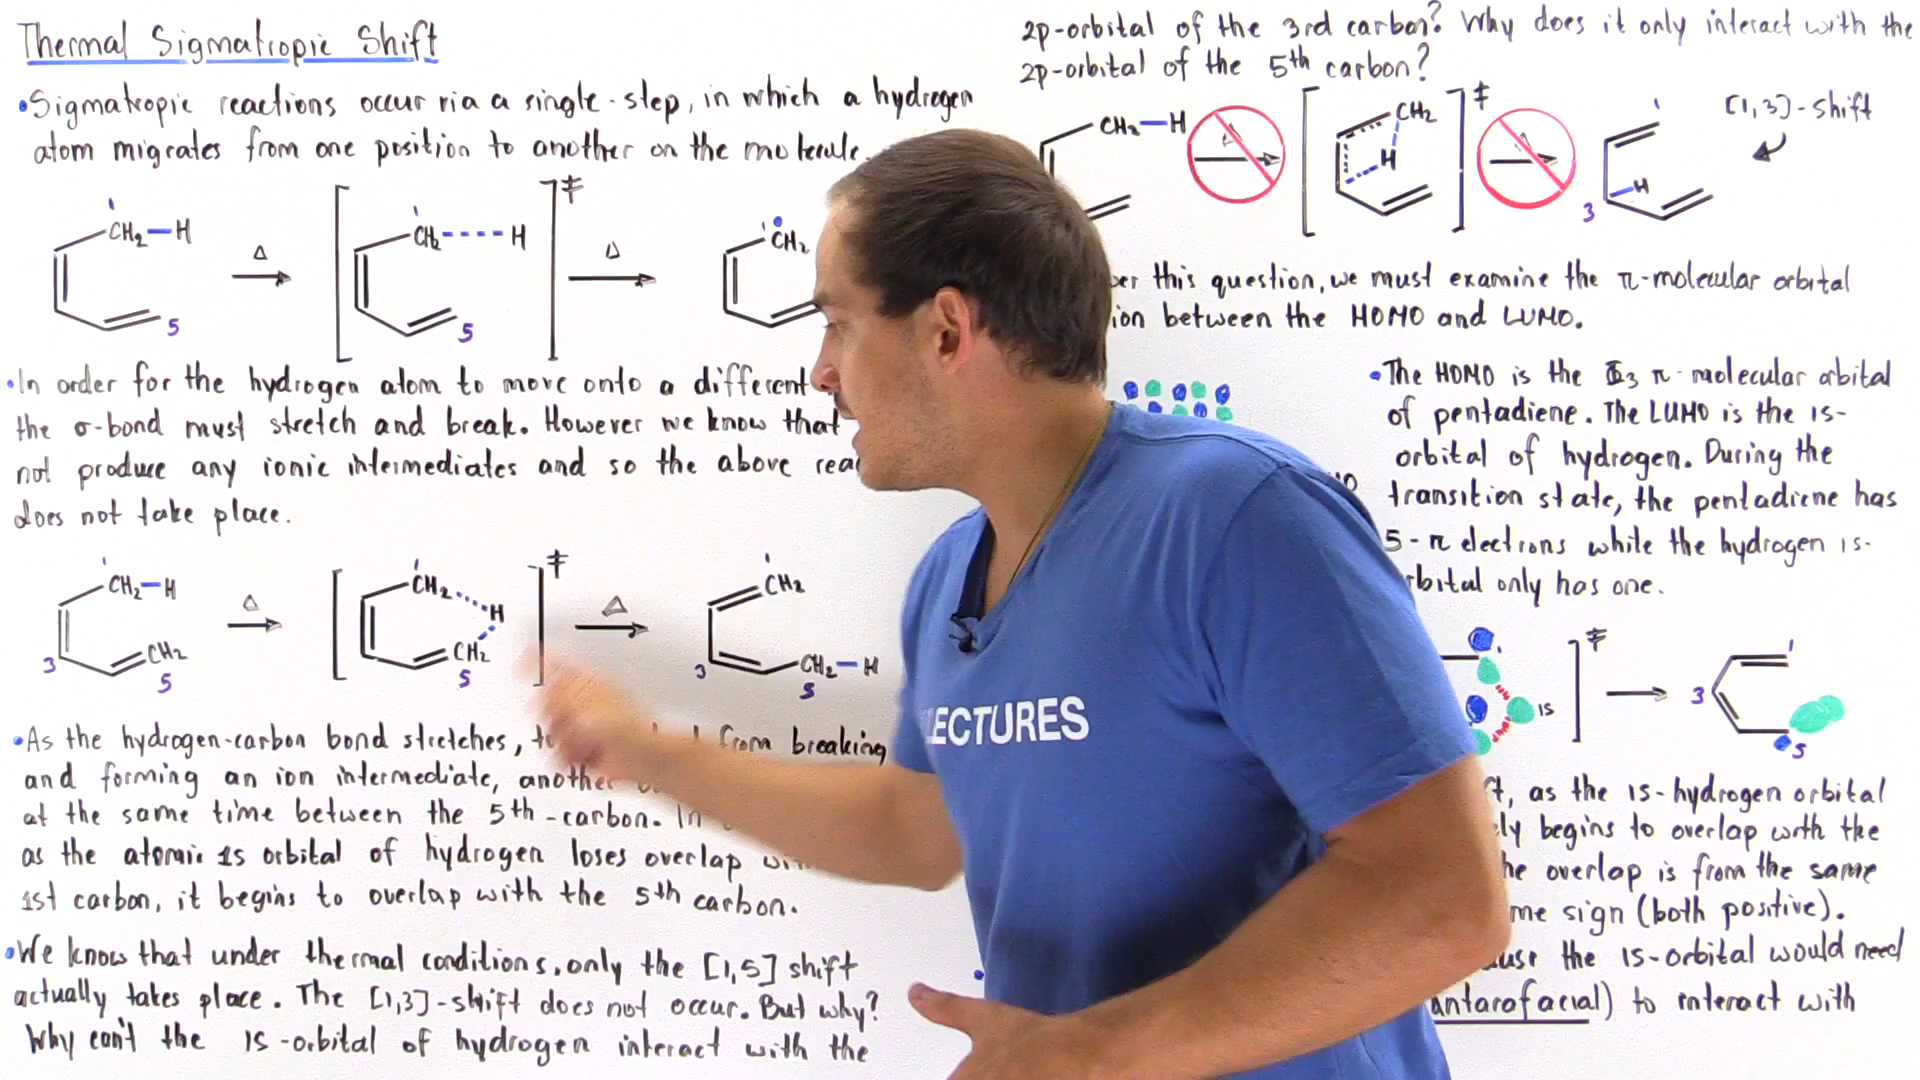 Thermal Sigmatropic Shift
•Sigmatropic reactions occur via a single-step, in which a hydrogen
atom migrates from one position to another on the molecule.
1
CH₂—H
5
Δ
[ 1
CH₂----H
5 ]‡
Δ
1
CH₂
•In order for the hydrogen atom to move onto a different
the σ-bond must stretch and break. However we know that
not produce any ionic intermediates and so the above
does not take place.
1
CH₂—H
3
CH₂
5
Δ
[ 1
CH₂
H
CH₂
5 ]‡
Δ
1
CH₂
3
CH₂—H
5
•As the hydrogen-carbon bond stretches, from breaking
and forming an ion intermediate, another
at the same time between the 5th-carbon. In
as the atomic 1s orbital of hydrogen loses overlap
1st carbon, it begins to overlap with the 5th carbon.
•We know that under thermal conditions, only the [1,5] shift
actually takes place. The [1,3]-shift does not occur. But why?
Why can't the 1s-orbital of hydrogen interact with the
2p-orbital of the 3rd carbon? Why does it only interact with the
2p-orbital of the 5th carbon?
CH₂—H
Δ
[ CH₂
H ]‡
Δ
1
H
3
[1,3]-shift
this question, we must examine the π-molecular orbital
between the HOMO and LUMO.
•The HOMO is the π-molecular orbital
of pentadiene. The LUMO is the 1s-
orbital of hydrogen. During the
transition state, the pentadiene has
5-π electrons while the hydrogen 1s-
orbital only has one.
1s
]‡
1
3
5
as the 1s-hydrogen orbital
begins to overlap with the
overlap is from the same
sign (both positive).
the 1s-orbital would need
antarofacial) to interact with
LECTURES